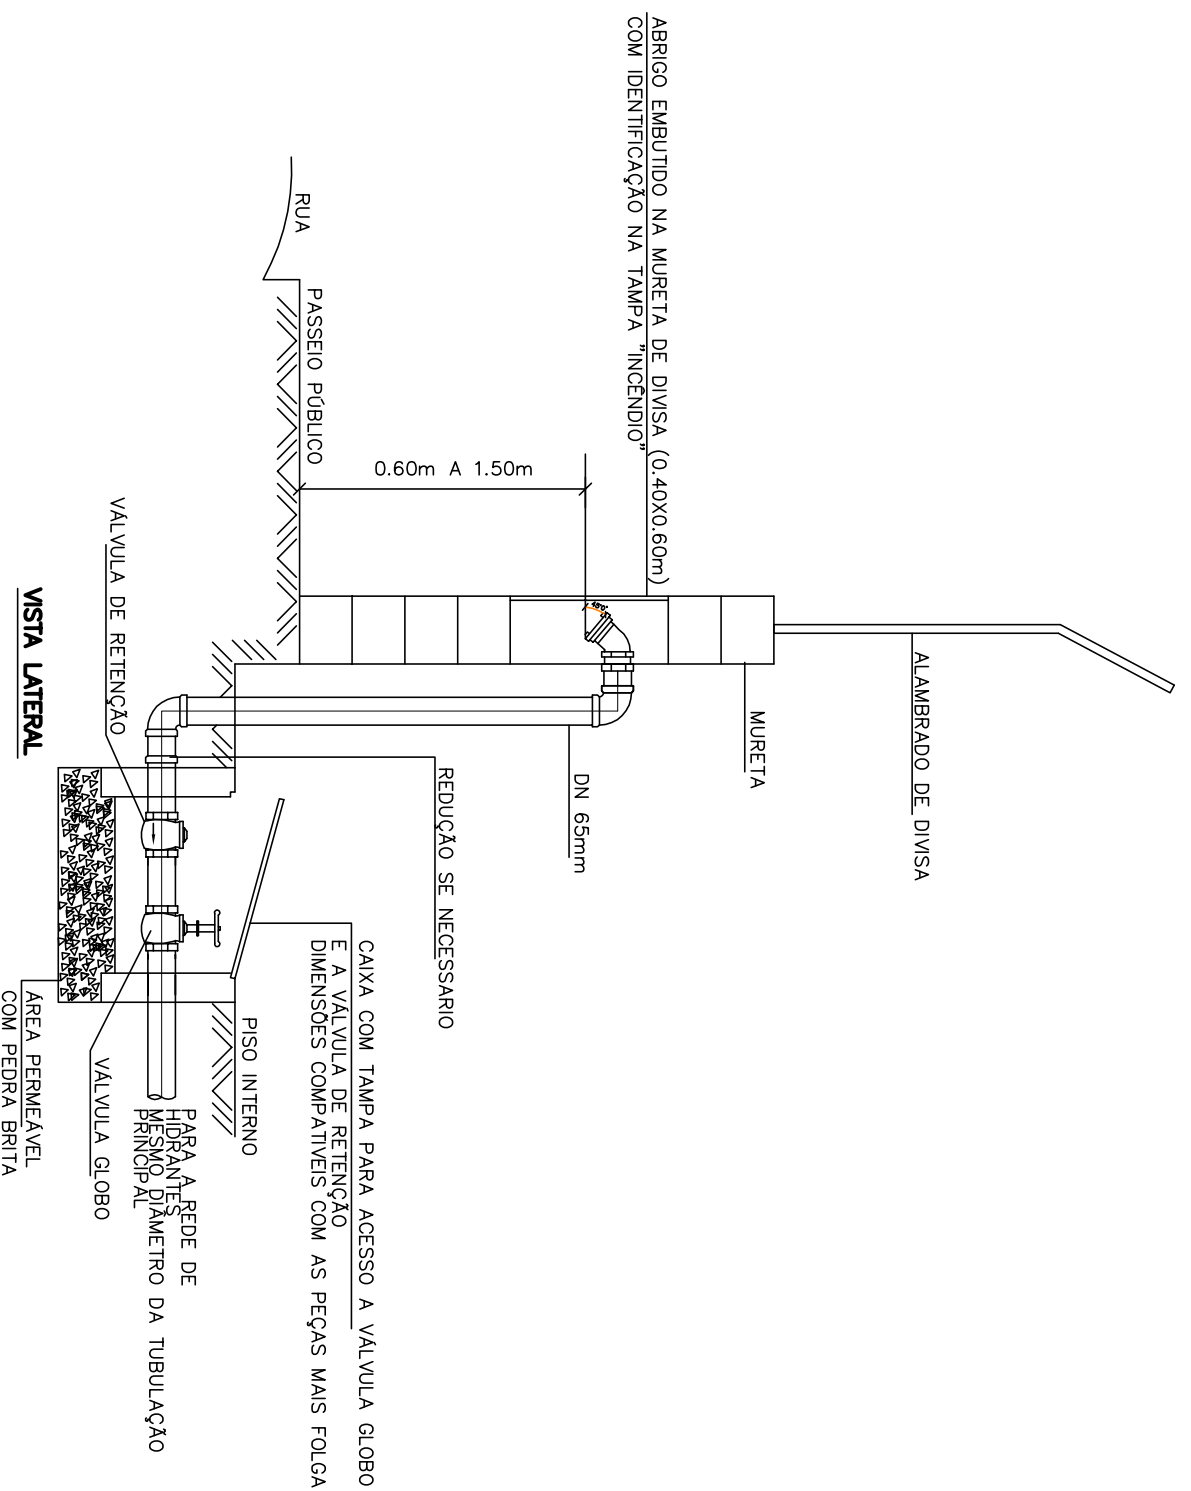 ABRIGO EMBUTIDO NA MURETA DE DIVISA (0.40X0.60m)
COM IDENTIFICAÇÃO NA TAMPA "INCÊNDIO"
RUA
PASSEIO PÚBLICO
0.60m A 1.50m
45°0'
ALAMBRADO DE DIVISA
MURETA
DN 65mm
REDUÇÃO SE NECESSARIO
CAIXA COM TAMPA PARA ACESSO A VÁLVULA GLOBO
E A VÁLVULA DE RETENÇÃO
DIMENSÕES COMPATIVEIS COM AS PEÇAS MAIS FOLGA
PISO INTERNO
PARA A REDE DE
HIDRANTES
MESMO DIÂMETRO DA TUBULAÇÃO
PRINCIPAL
VÁLVULA GLOBO
ÁREA PERMEÁVEL
COM PEDRA BRITA
VÁLVULA DE RETENÇÃO
VISTA LATERAL